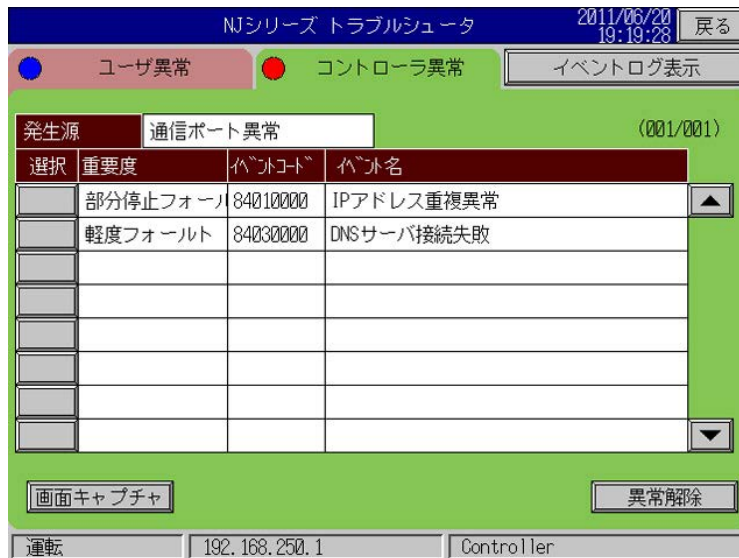 NJシリーズ トラブルシュータ
2011/06/20
19:19:28
戻る
ユーザ異常
コントローラ異常
イベントログ表示
発生源 通信ポート異常 (001/001)
選択 重要度 ｲﾍﾞﾝﾄｺｰﾄﾞ ｲﾍﾞﾝﾄ名
部分停止フォール 84010000 IPアドレス重複異常
軽度フォールト 84030000 DNSサーバ接続失敗
画面キャプチャ 異常解除
運転 192.168.250.1 Controller